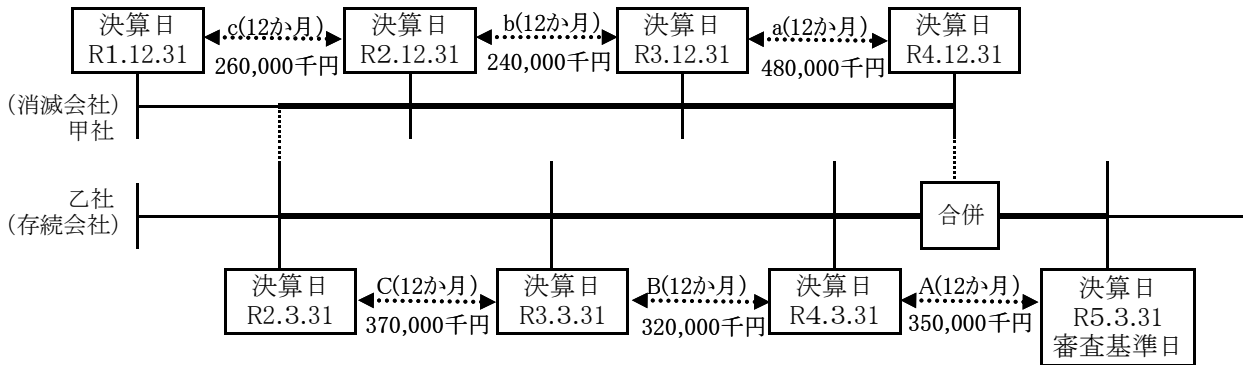 決算日
R1.12.31
c(12か月)
260,000千円
決算日
R2.12.31
b(12か月)
240,000千円
決算日
R3.12.31
a(12か月)
480,000千円
決算日
R4.12.31
(消滅会社)
甲社
乙社
(存続会社)
合併
決算日
R2.3.31
C(12か月)
370,000千円
決算日
R3.3.31
B(12か月)
320,000千円
決算日
R4.3.31
A(12か月)
350,000千円
決算日
R5.3.31
審査基準日